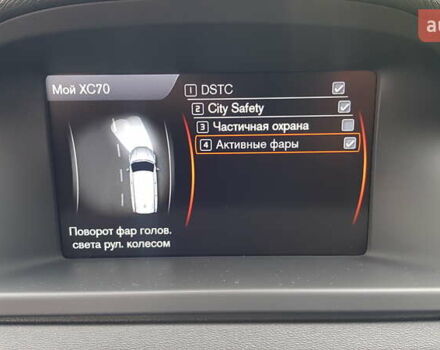 Мой XC70
1 DSTC
2 City Safety
3 Частичная охрана
4 Активные фары
Поворот фар голов.
света рул. колесом